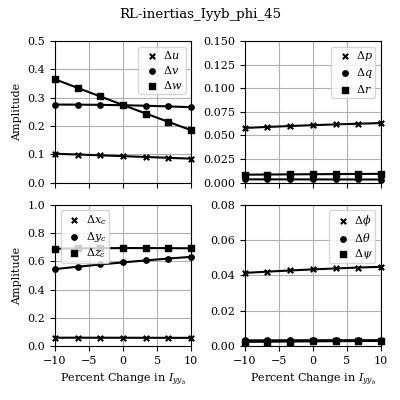 RL-inertias_Iyyb_phi_45
Amplitude
0.5
0.4
0.3
0.2
0.1
0.0
Δu
Δv
Δw
0.150
0.125
0.100
0.075
0.050
0.025
0.000
Δp
Δq
Δr
Amplitude
1.0
0.8
0.6
0.4
0.2
0.0
Δx_c
Δy_c
Δz_c
−10 −5 0 5 10
Percent Change in I_{yy_b}
0.08
0.06
0.04
0.02
0.00
Δϕ
Δθ
Δψ
−10 −5 0 5 10
Percent Change in I_{yy_b}